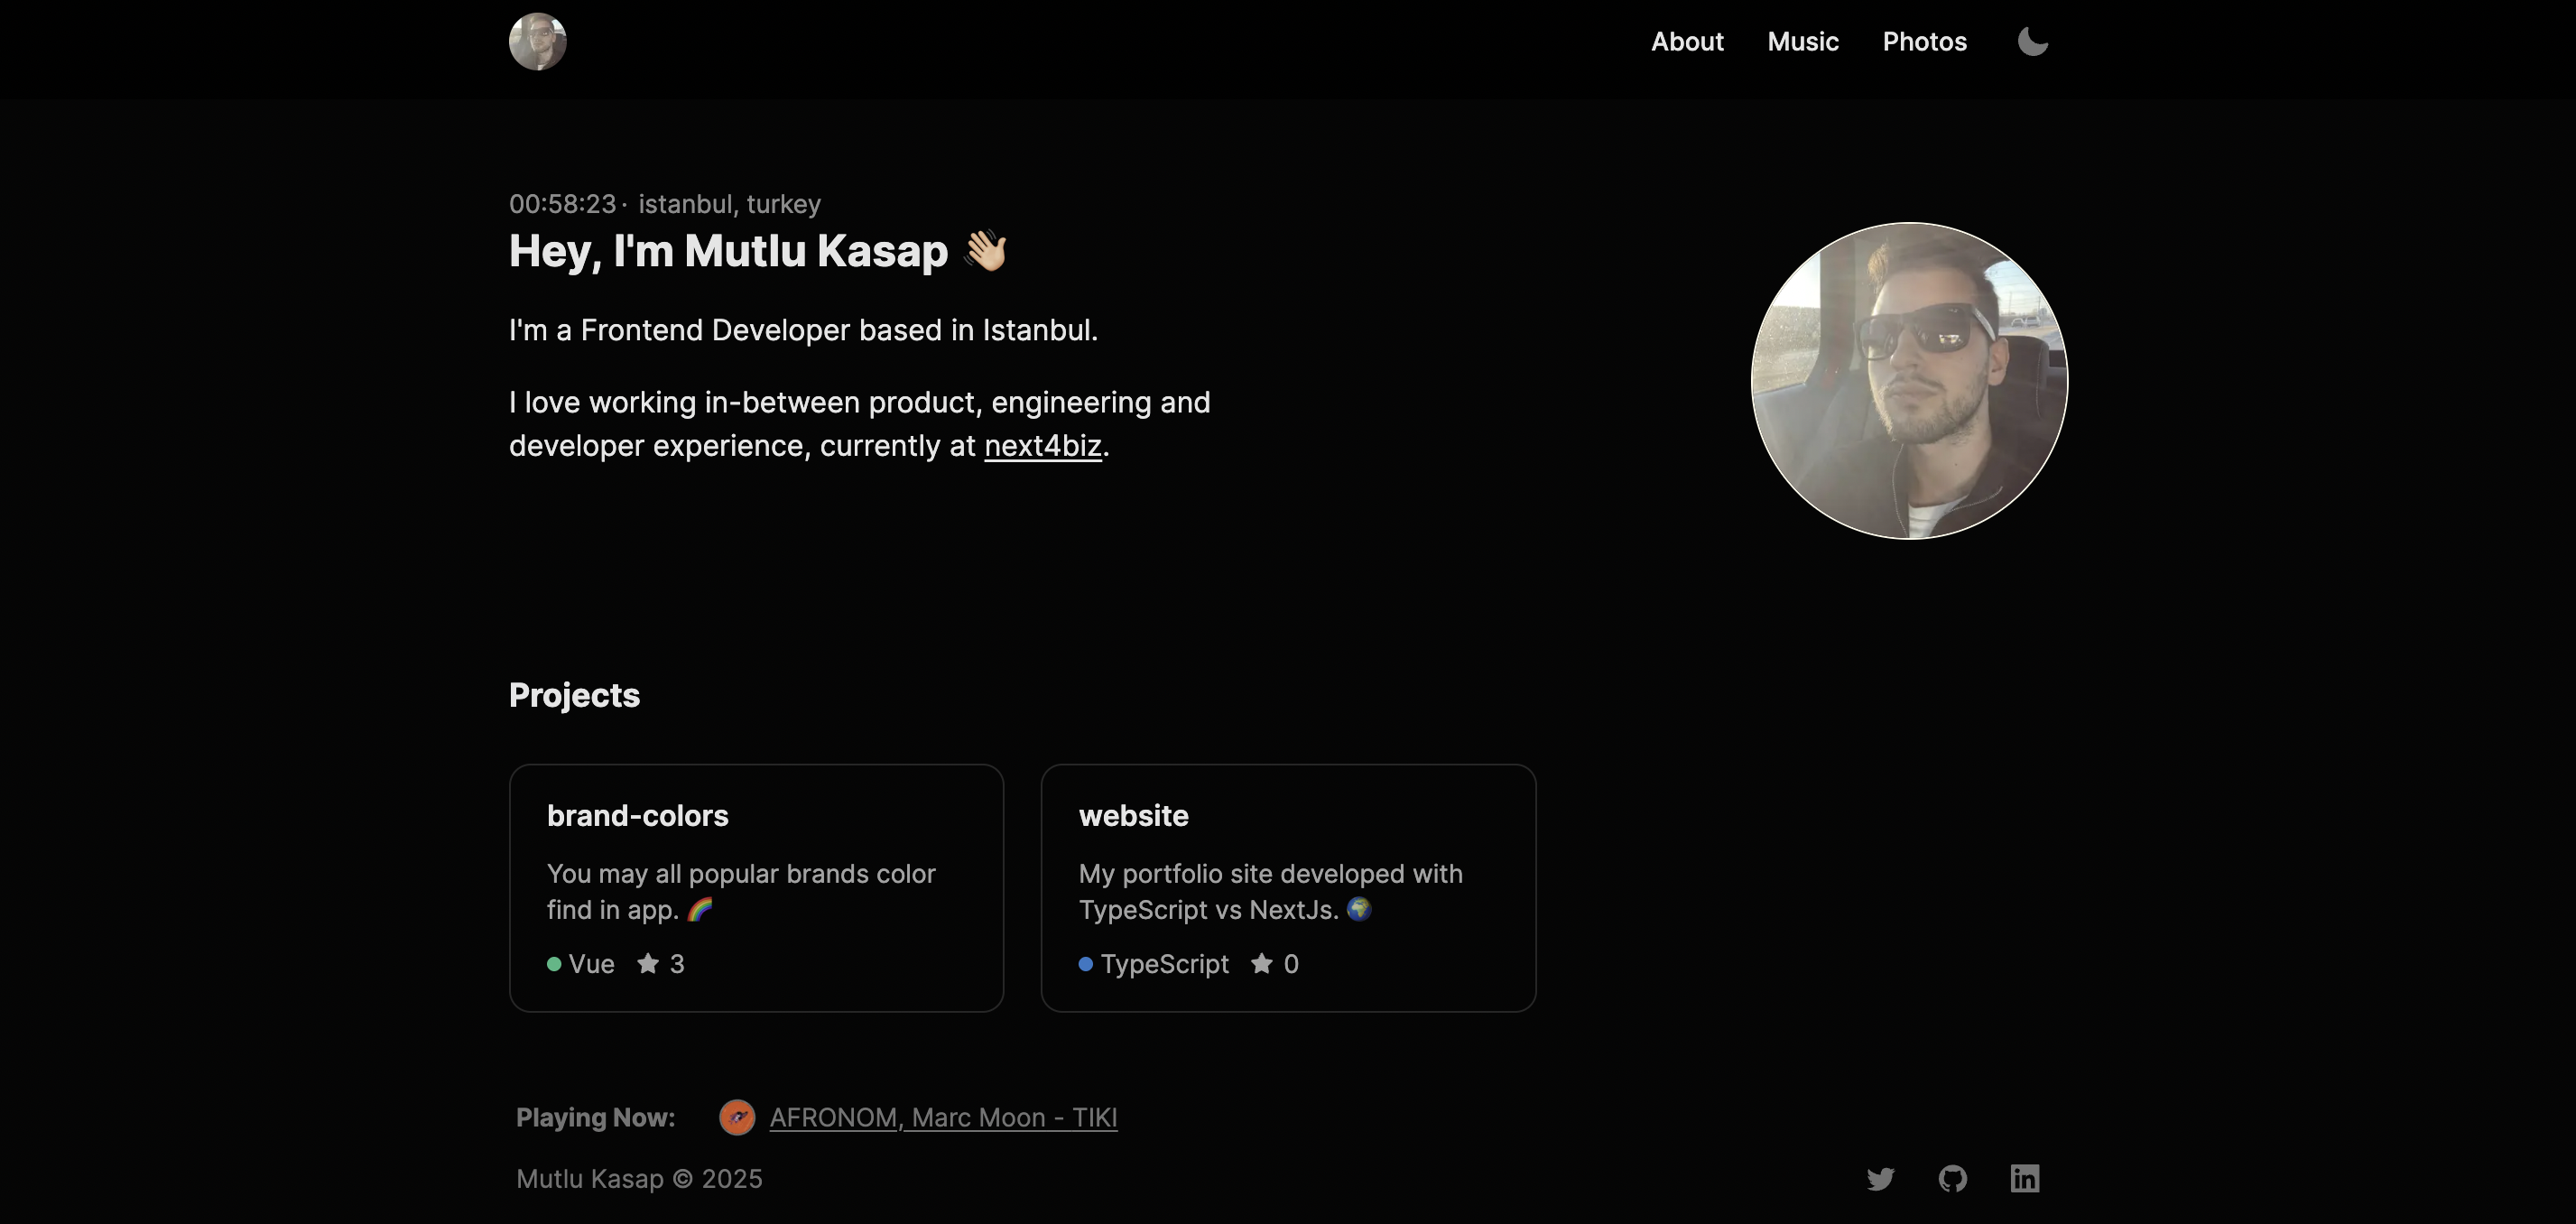 About Music Photos
00:58:23 · istanbul, turkey
Hey, I'm Mutlu Kasap 👋🏼
I'm a Frontend Developer based in Istanbul.
I love working in-between product, engineering and
developer experience, currently at next4biz.
Projects
brand-colors
You may all popular brands color
find in app. 🌈
Vue ★ 3
website
My portfolio site developed with
TypeScript vs NextJs. 🌍
TypeScript ★ 0
Playing Now: AFRONOM, Marc Moon - TIKI
Mutlu Kasap © 2025
in